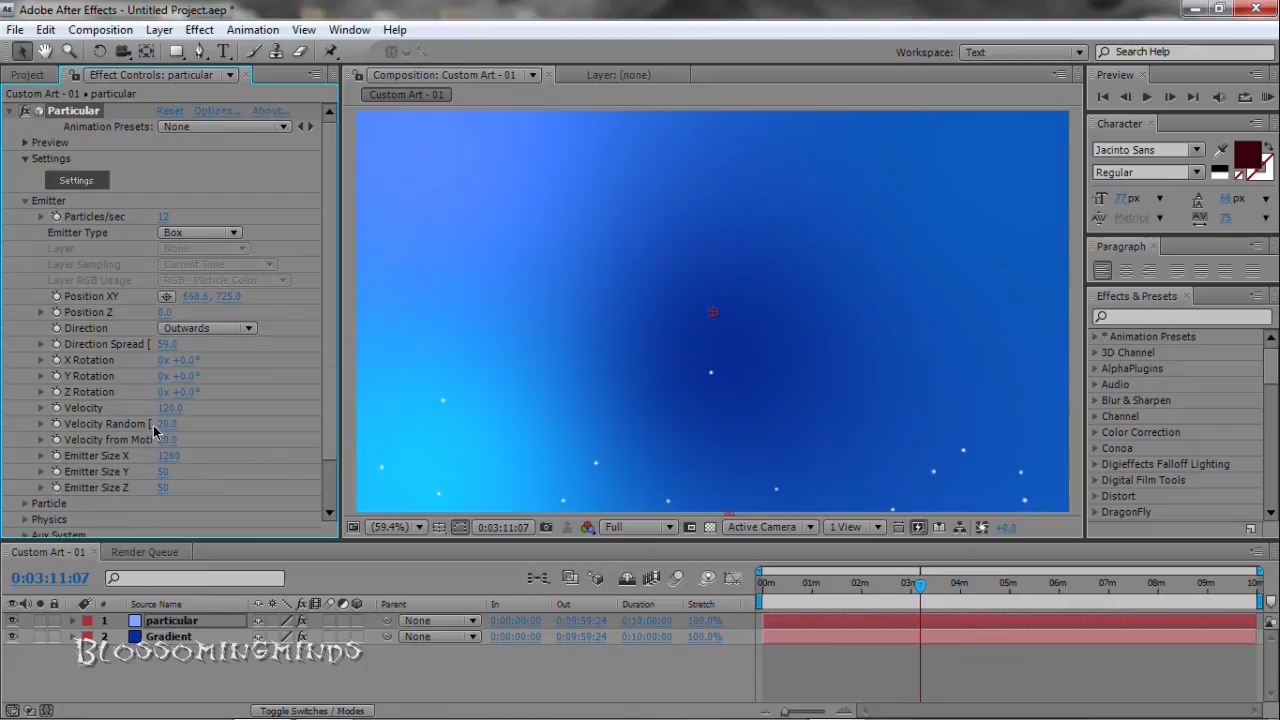 Adobe After Effects - Untitled Project.aep *
File Edit Composition Layer Effect Animation View Window Help
Workspace: Text Search Help
Project Effect Controls: particular Composition: Custom Art - 01 Layer: (none) Preview
Custom Art - 01 • particular Custom Art - 01
Particular Reset Options... About...
Animation Presets: None
Preview
Settings
Settings
Emitter
Particles/sec 12
Emitter Type Box
Layer None
Layer Sampling Current Time
Layer RGB Usage RGB - Particle Color
Position XY 668.6, 725.0
Position Z 0.0
Direction Outwards
Direction Spread [ 59.0
X Rotation 0x +0.0°
Y Rotation 0x +0.0°
Z Rotation 0x +0.0°
Velocity 120.0
Velocity Random [ 20.0
Velocity from Moti
Emitter Size X 1280
Emitter Size Y 50
Emitter Size Z 50
Particle
Physics
Aux System
(59.4%) 0:03:11:07 Full Active Camera 1 View +0.0
Character
Jacinto Sans
Regular
77 px 66 px
Metrics 75
Paragraph
Effects & Presets
* Animation Presets
3D Channel
AlphaPlugins
Audio
Blur & Sharpen
Channel
Color Correction
Conoa
Digieffects Falloff Lighting
Digital Film Tools
Distort
DragonFly
Custom Art - 01 Render Queue
0:03:11:07 00m 01m 02m 03m 04m 05m 06m 07m 08m 09m 10m
# Source Name Parent In Out Duration Stretch
1 particular None 0:00:00:00 0:09:59:24 0:10:00:00 100.0%
2 Gradient None 0:00:00:00 0:09:59:24 0:10:00:00 100.0%
Blossomingminds
Toggle Switches / Modes